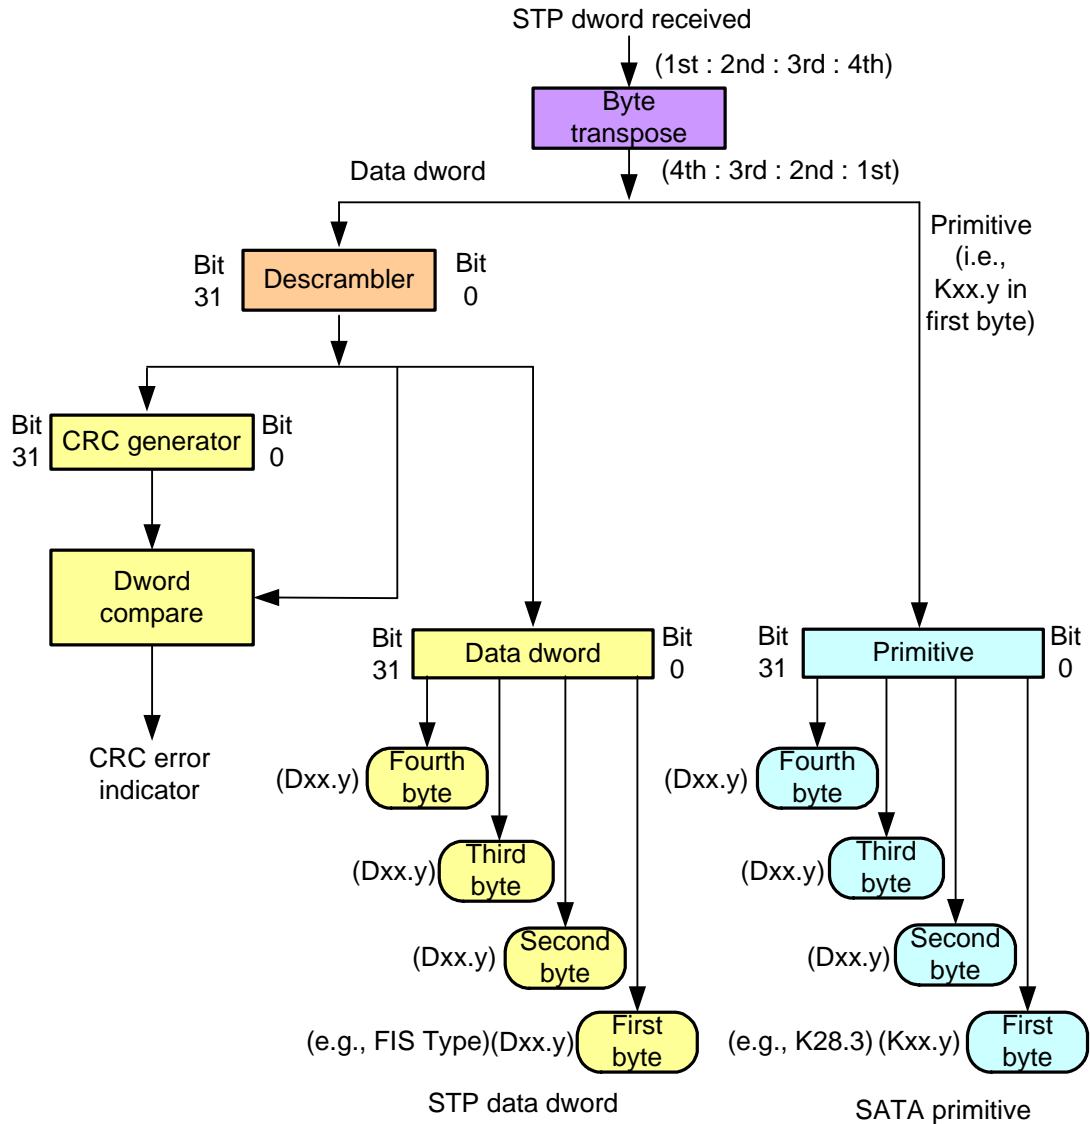 STP dword received
(1st : 2nd : 3rd : 4th)
Byte
transpose
(4th : 3rd : 2nd : 1st)
Data dword
Primitive
(i.e.,
Kxx.y in
first byte)
Bit
31
Descrambler
Bit
0
Bit
31
CRC generator
Bit
0
Dword
compare
CRC error
indicator
Bit
31
Data dword
Bit
0
(Dxx.y)
Fourth
byte
(Dxx.y)
Third
byte
(Dxx.y)
Second
byte
(e.g., FIS Type)(Dxx.y)
First
byte
STP data dword
Bit
31
Primitive
Bit
0
(Dxx.y)
Fourth
byte
(Dxx.y)
Third
byte
(Dxx.y)
Second
byte
(e.g., K28.3) (Kxx.y)
First
byte
SATA primitive